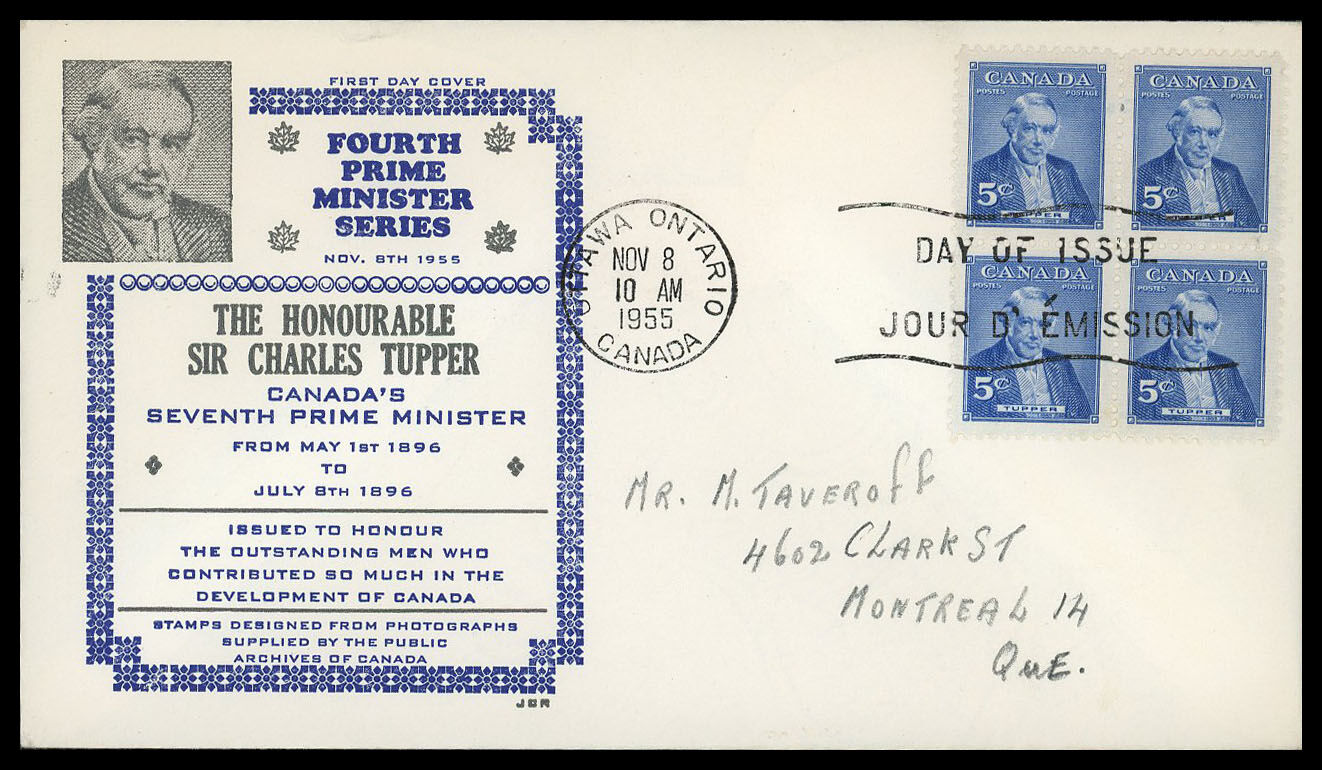 FIRST DAY COVER
FOURTH
PRIME
MINISTER
SERIES
NOV. 8TH 1955
THE HONOURABLE
SIR CHARLES TUPPER
CANADA'S
SEVENTH PRIME MINISTER
FROM MAY 1ST 1896
TO
JULY 8TH 1896
ISSUED TO HONOUR
THE OUTSTANDING MEN WHO
CONTRIBUTED SO MUCH IN THE
DEVELOPMENT OF CANADA
STAMPS DESIGNED FROM PHOTOGRAPHS
SUPPLIED BY THE PUBLIC
ARCHIVES OF CANADA
JCR
OTTAWA ONTARIO
NOV 8
10 AM
1955
CANADA
CANADA
POSTES POSTAGE
5¢
TUPPER
CANADA
POSTES POSTAGE
5¢
DAY OF ISSUE
CANADA
POSTES POSTAGE
5¢
TUPPER
CANADA
POSTES POSTAGE
5¢
TUPPER
JOUR D'ÉMISSION
MR. M. TAVEROFF
4602 CLARK ST
MONTREAL 14
QUE.